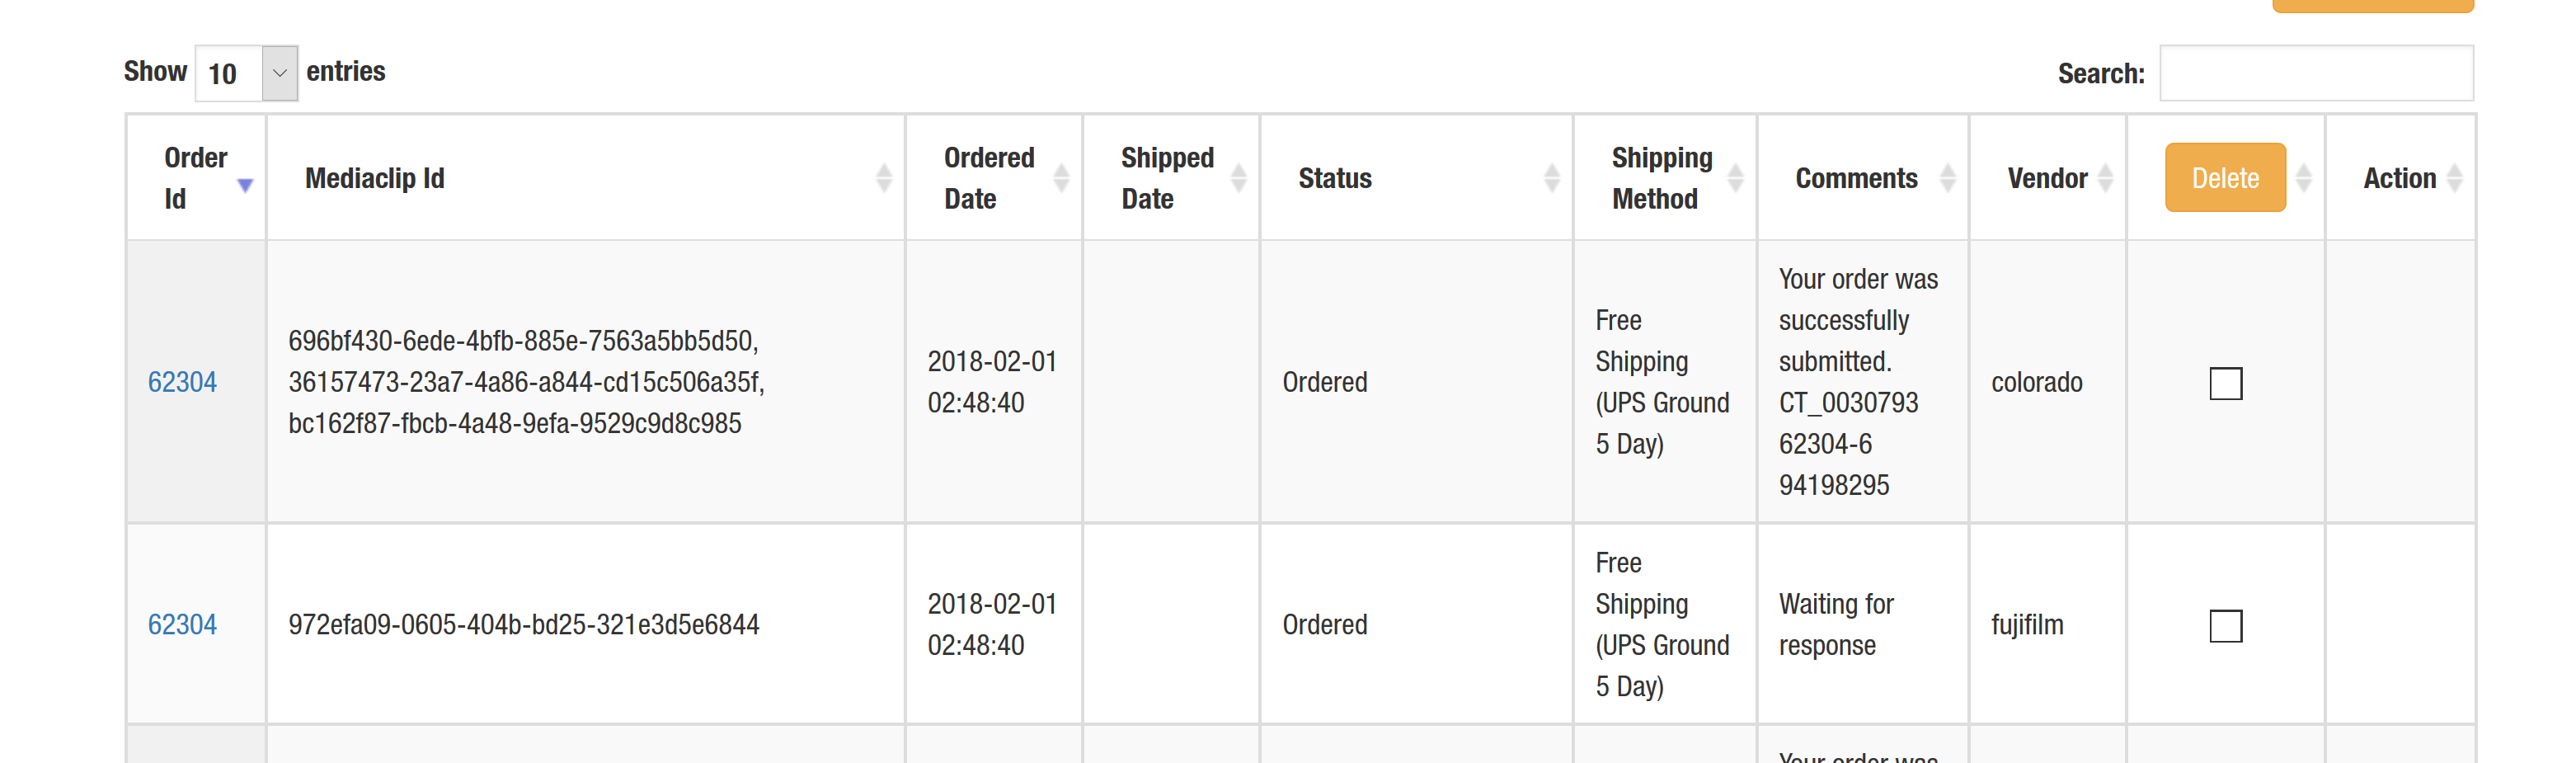 Show 10 entries
Search:
Order Id
Mediaclip Id
Ordered Date
Shipped Date
Status
Shipping Method
Comments
Vendor
Delete
Action
62304
696bf430-6ede-4bfb-885e-7563a5bb5d50,
36157473-23a7-4a86-a844-cd15c506a35f,
bc162f87-fbcb-4a48-9efa-9529c9d8c985
2018-02-01
02:48:40
Ordered
Free
Shipping
(UPS Ground
5 Day)
Your order was
successfully
submitted.
CT_0030793
62304-6
94198295
colorado
62304
972efa09-0605-404b-bd25-321e3d5e6844
2018-02-01
02:48:40
Ordered
Free
Shipping
(UPS Ground
5 Day)
Waiting for
response
fujifilm
Your order was